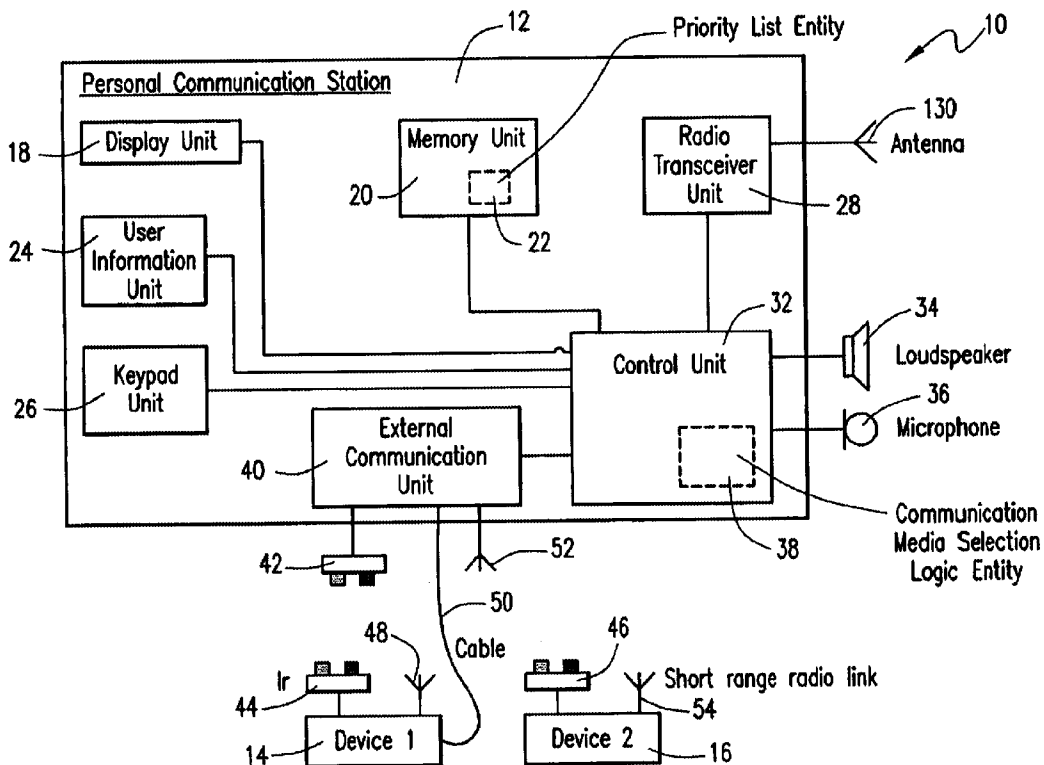 12
Priority List Entity
10
Personal Communication Station
18
Display Unit
Memory Unit
20
22
Radio
Transceiver
Unit
28
130
Antenna
24
User
Information
Unit
32
Control Unit
34
Loudspeaker
26
Keypad
Unit
36
Microphone
40
External
Communication
Unit
38
Communication
Media Selection
Logic Entity
42
52
50
Cable
48
46
Ir
44
Short range radio link
54
14
Device 1
Device 2
16